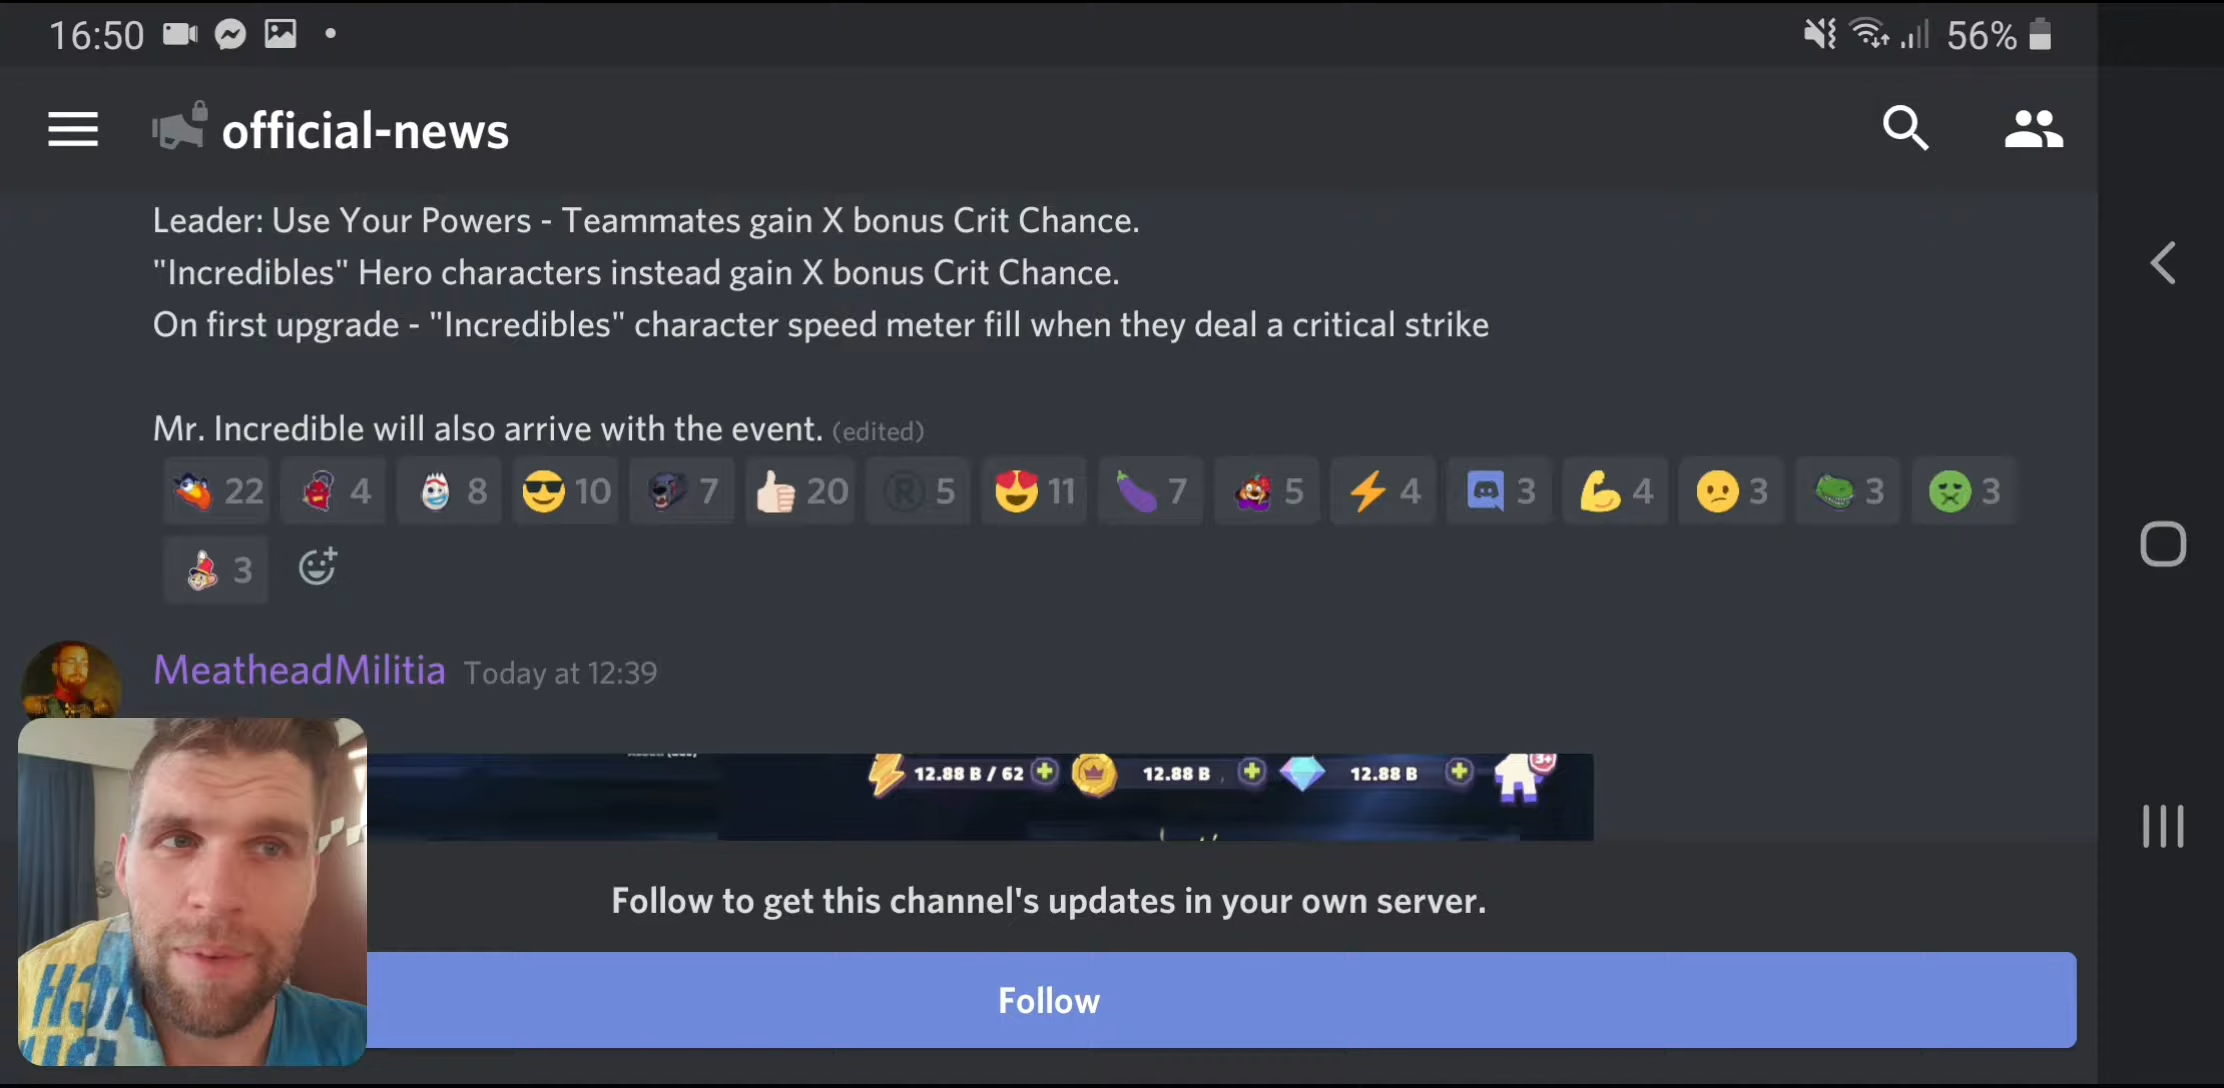 16:50
56%
official-news
Leader: Use Your Powers - Teammates gain X bonus Crit Chance.
"Incredibles" Hero characters instead gain X bonus Crit Chance.
On first upgrade - "Incredibles" character speed meter fill when they deal a critical strike
Mr. Incredible will also arrive with the event. (edited)
22 4 8 10 7 20 R 5 11 7 5 4 3 4 3 3 3
3
MeatheadMilitia Today at 12:39
12.88 B / 62 12.88 B 12.88 B 3+
Follow to get this channel's updates in your own server.
Follow